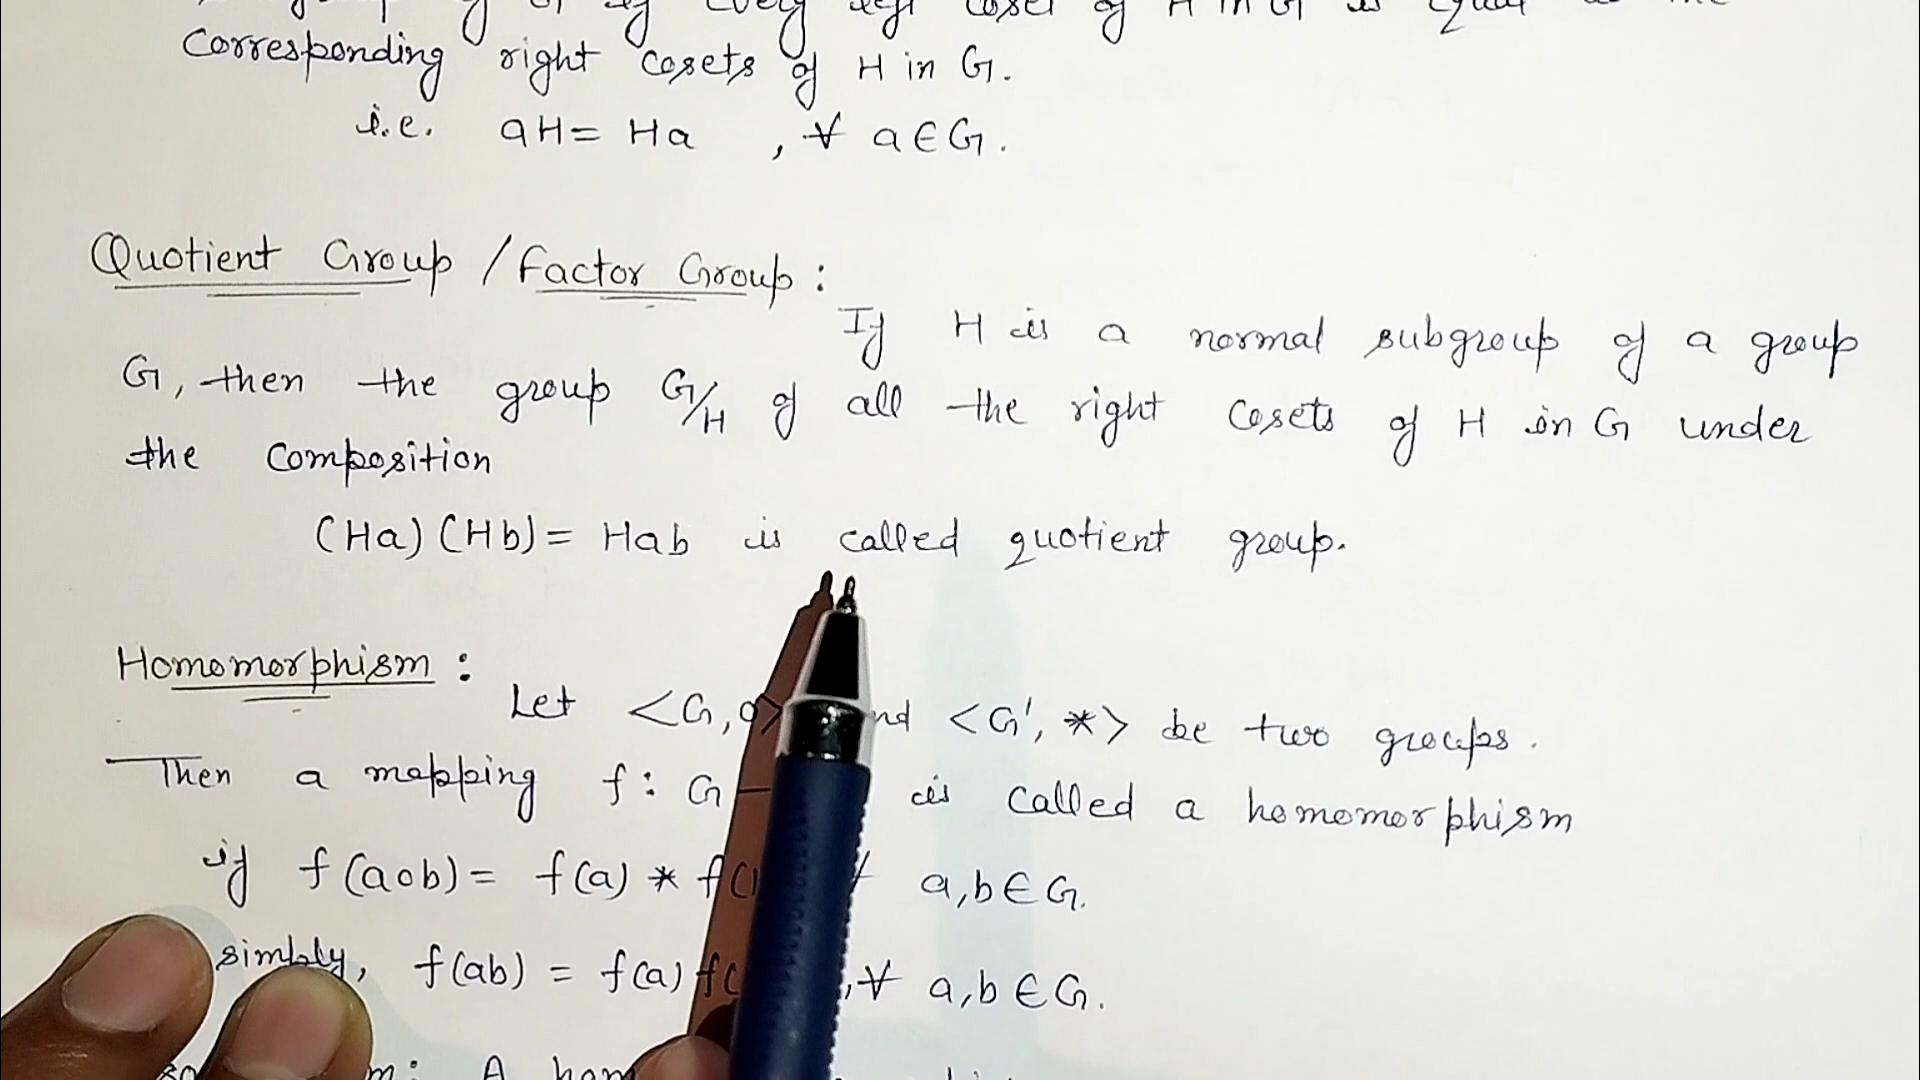 Corresponding right cosets of H in G.
i.e. aH = Ha , ∀ a∈G.
Quotient Group / Factor Group :
If H is a normal subgroup of a group
G, then the group G/H of all the right cosets of H in G under
the composition
(Ha)(Hb) = Hab is called quotient group.
Homomorphism :
Let <G, o> and <G', *> be two groups.
Then a mapping f : G is called a homomorphism
if f(aob) = f(a) * a,b∈G.
simply, f(ab) = f(a) ,∀ a,b∈G.